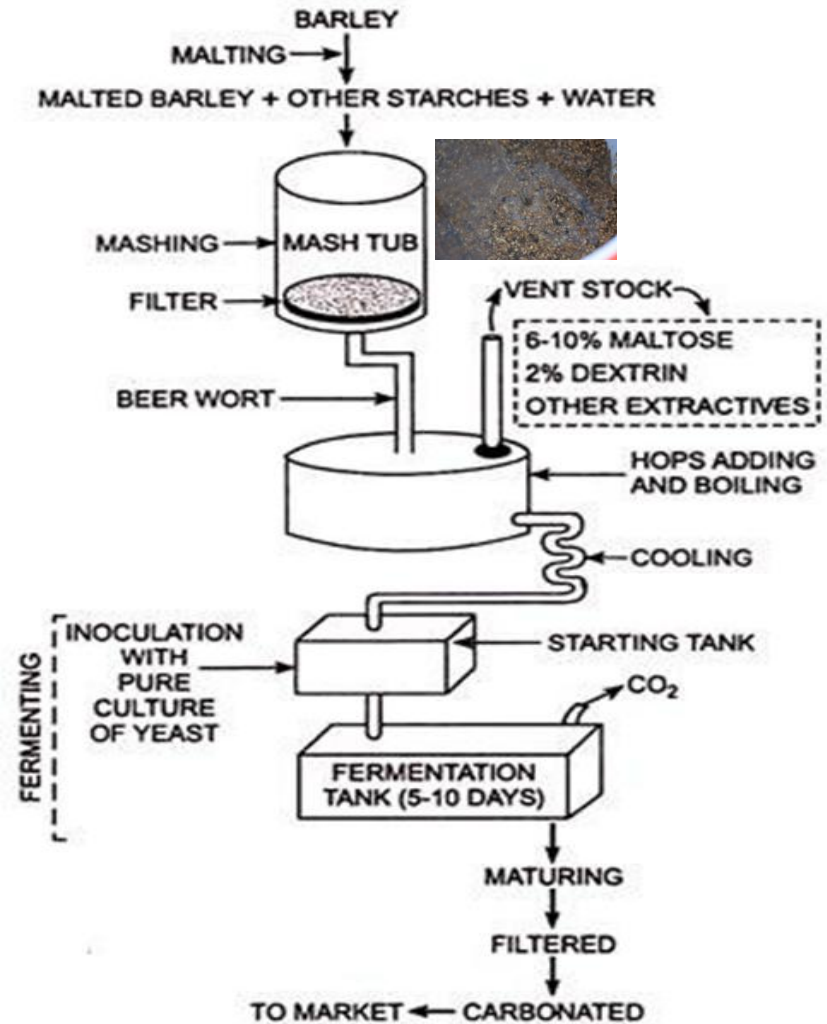 BARLEY
MALTING
MALTED BARLEY + OTHER STARCHES + WATER
MASHING
MASH TUB
FILTER
VENT STOCK
6-10% MALTOSE
2% DEXTRIN
OTHER EXTRACTIVES
BEER WORT
HOPS ADDING
AND BOILING
COOLING
INOCULATION
WITH
PURE
CULTURE
OF YEAST
STARTING TANK
FERMENTING
CO₂
FERMENTATION
TANK (5-10 DAYS)
MATURING
FILTERED
CARBONATED
TO MARKET